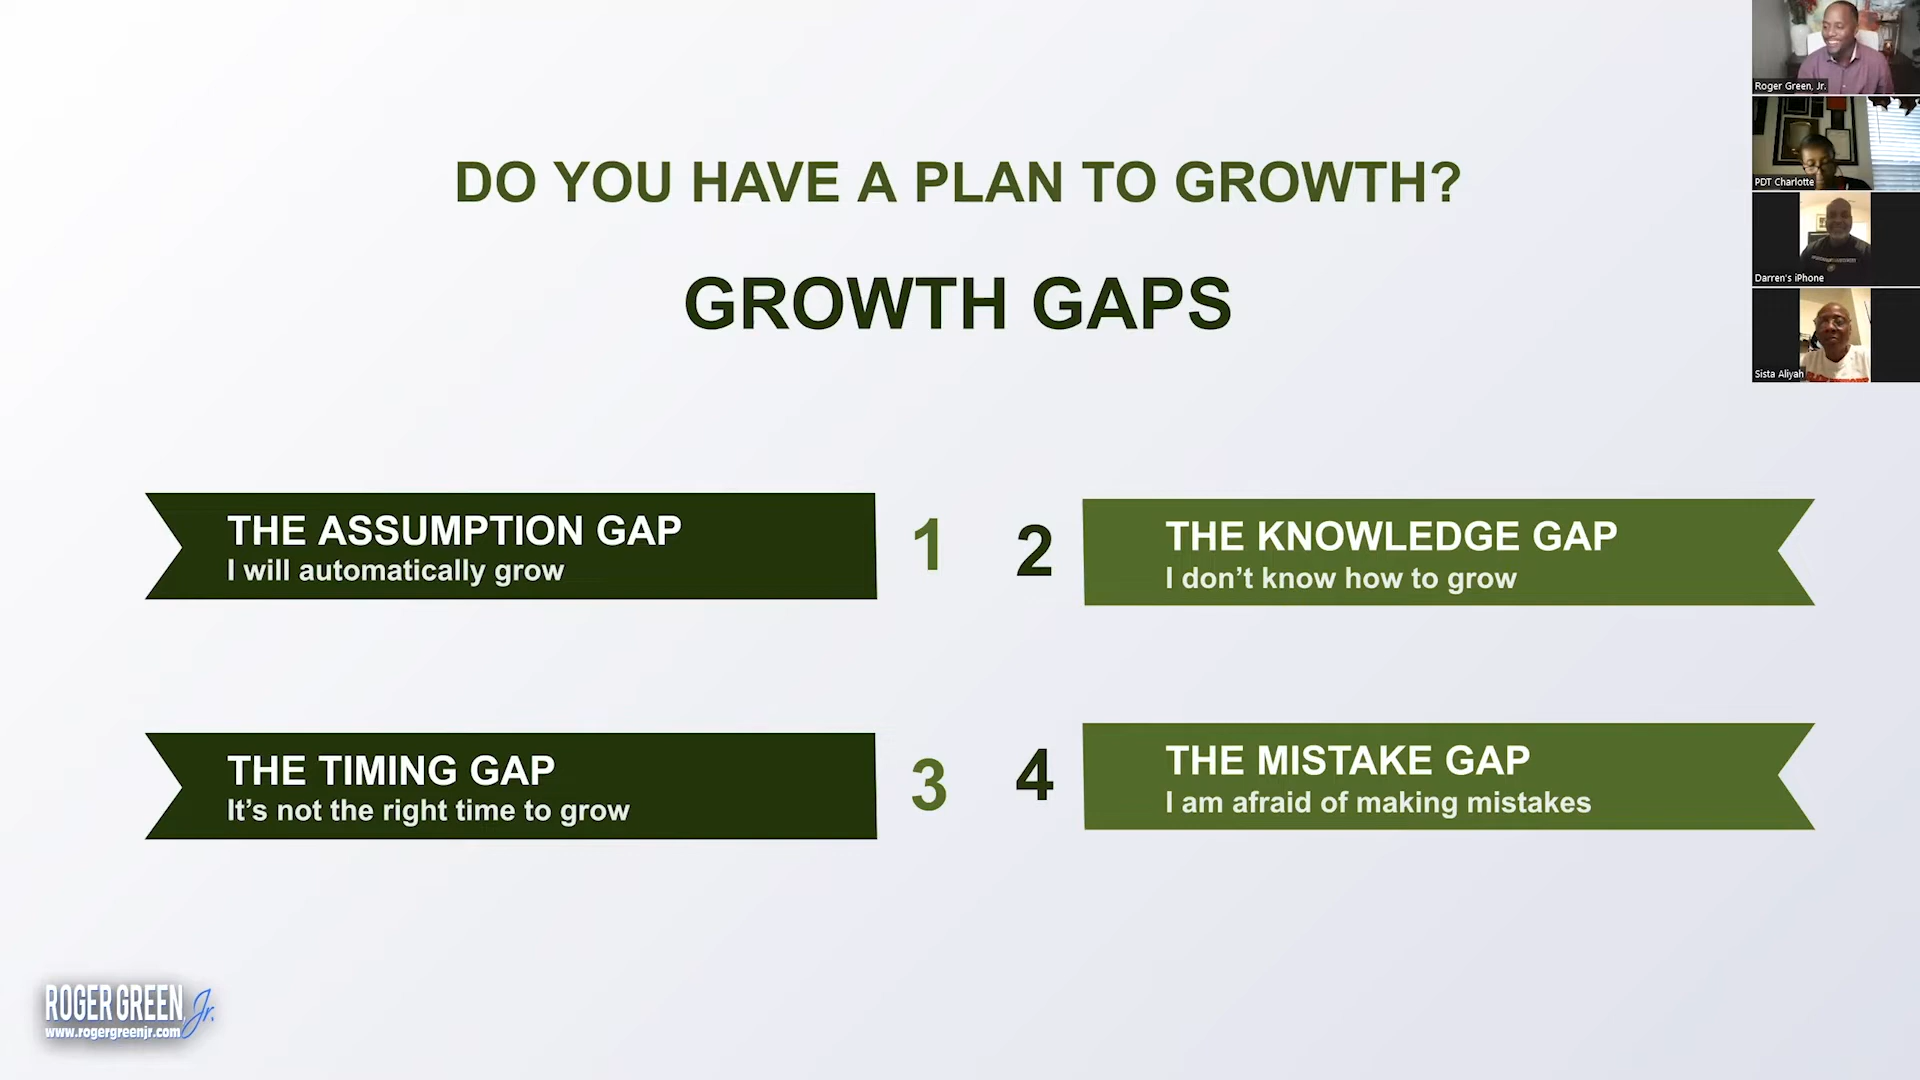 DO YOU HAVE A PLAN TO GROWTH?
GROWTH GAPS
THE ASSUMPTION GAP
I will automatically grow
1
2
THE KNOWLEDGE GAP
I don’t know how to grow
THE TIMING GAP
It’s not the right time to grow
3
4
THE MISTAKE GAP
I am afraid of making mistakes
ROGER GREEN, Jr.
www.rogergreenjr.com
Roger Green, Jr.
PDT Charlotte
Darren's iPhone
Sista Aliyah